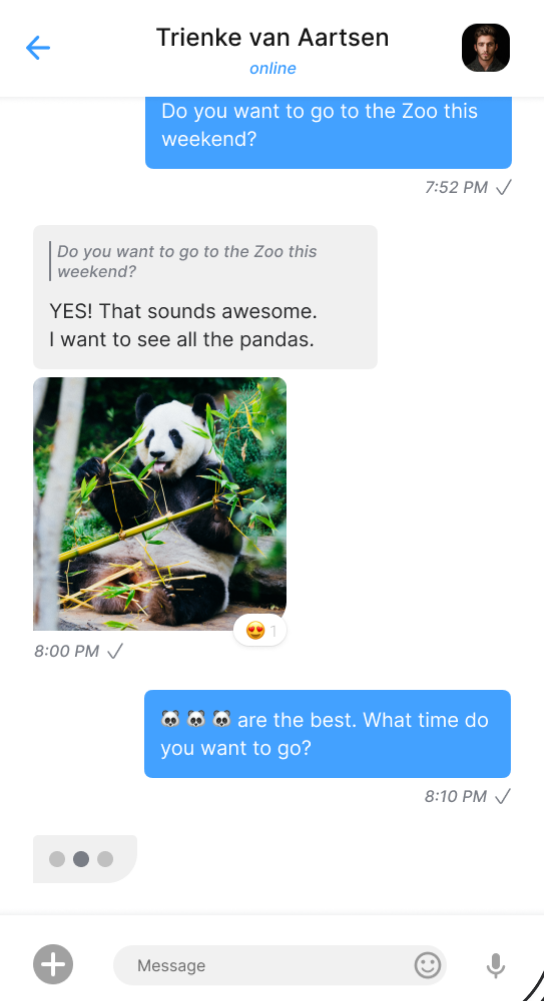 Trienke van Aartsen
online
Do you want to go to the Zoo this
weekend?
7:52 PM
Do you want to go to the Zoo this
weekend?
YES! That sounds awesome.
I want to see all the pandas.
😍 1
8:00 PM
🐼 🐼 🐼 are the best. What time do
you want to go?
8:10 PM
Message